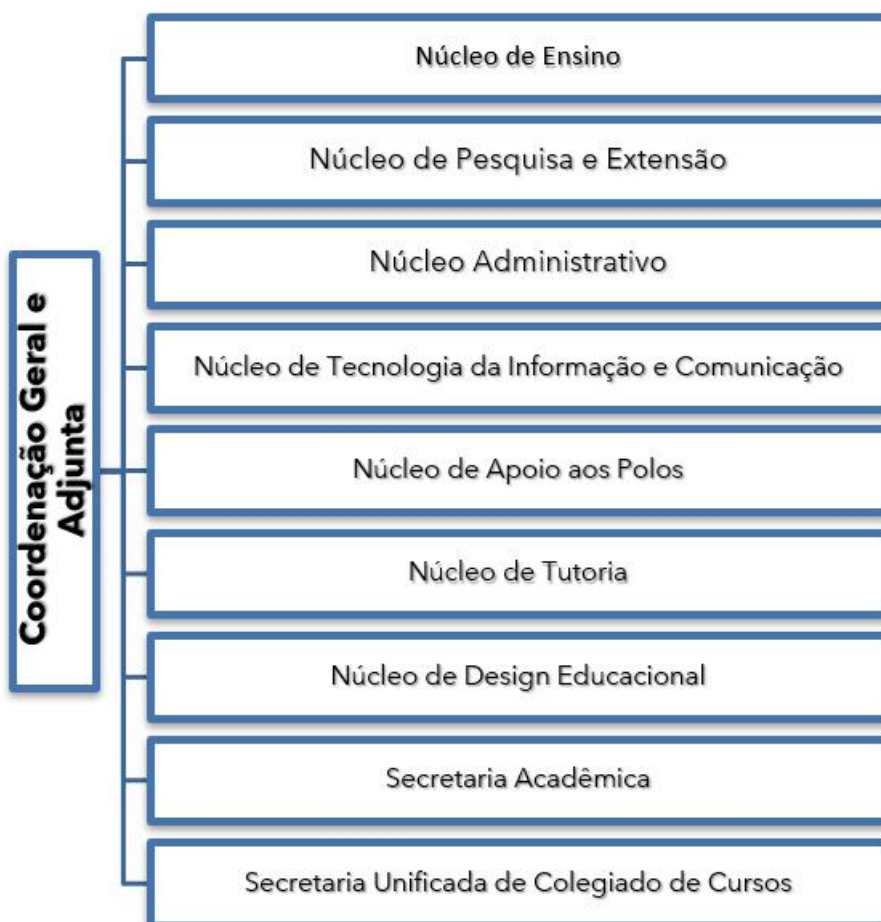 Coordenação Geral e
Adjunta
Núcleo de Ensino
Núcleo de Pesquisa e Extensão
Núcleo Administrativo
Núcleo de Tecnologia da Informação e Comunicação
Núcleo de Apoio aos Polos
Núcleo de Tutoria
Núcleo de Design Educacional
Secretaria Acadêmica
Secretaria Unificada de Colegiado de Cursos